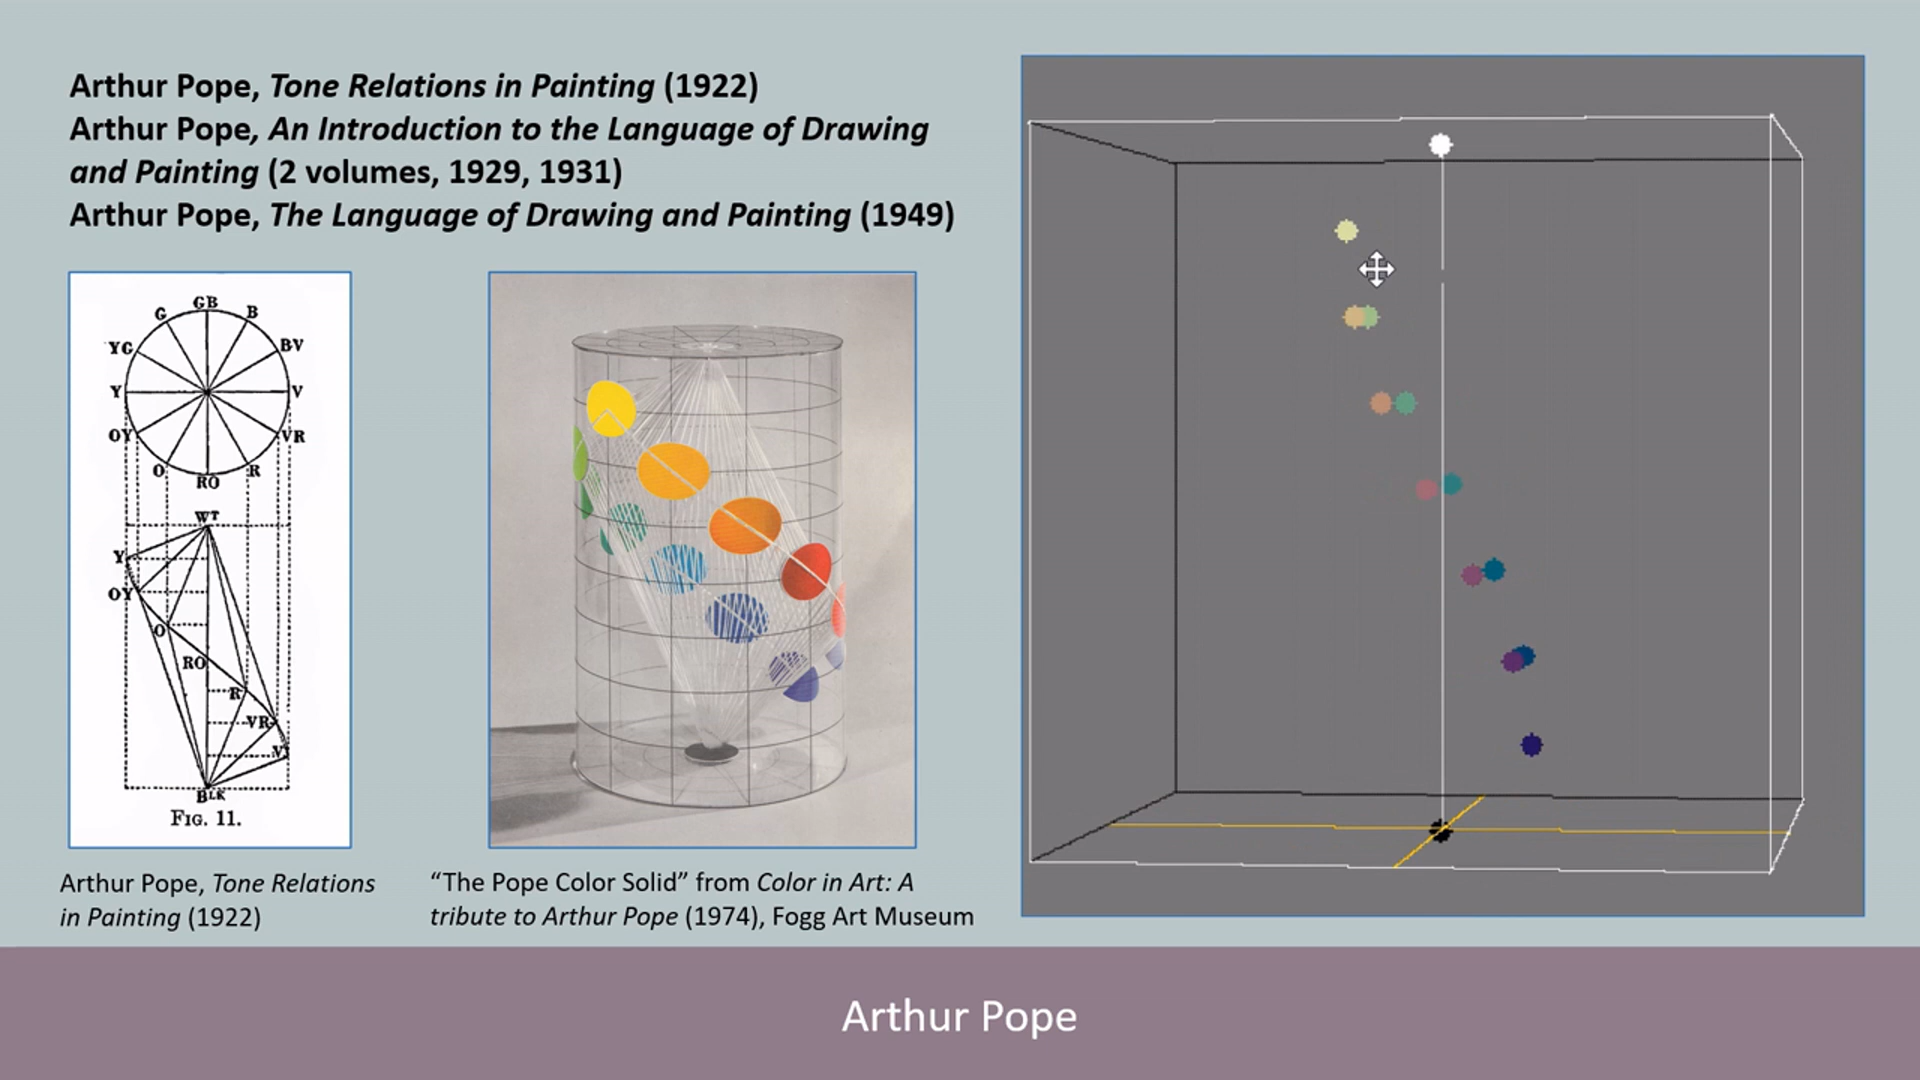 Arthur Pope, Tone Relations in Painting (1922)
Arthur Pope, An Introduction to the Language of Drawing
and Painting (2 volumes, 1929, 1931)
Arthur Pope, The Language of Drawing and Painting (1949)
GB
G B
YG BV
Y V
OY VR
O R
RO
WT
Y
OY
O
RO
R
VR
V
BLK
FIG. 11.
Arthur Pope, Tone Relations
in Painting (1922)
“The Pope Color Solid” from Color in Art: A
tribute to Arthur Pope (1974), Fogg Art Museum
Arthur Pope